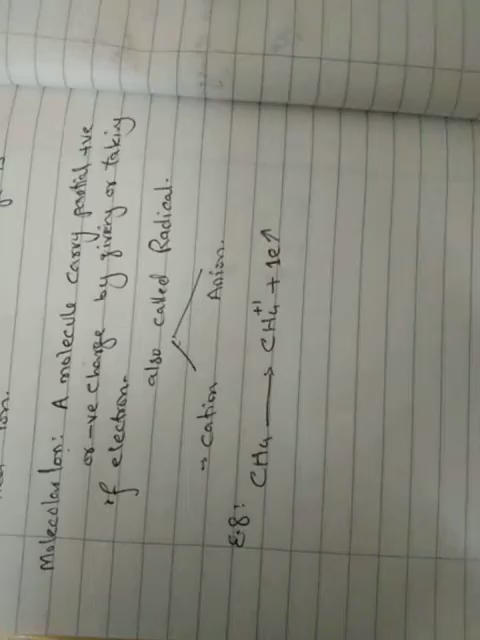 Molecular Ion: A molecule carry partial +ve
or -ve charge by giving or taking
of electron.
also called Radical.
→ Cation Anion.
E.g: CH4 → CH4+1 + 1e↑